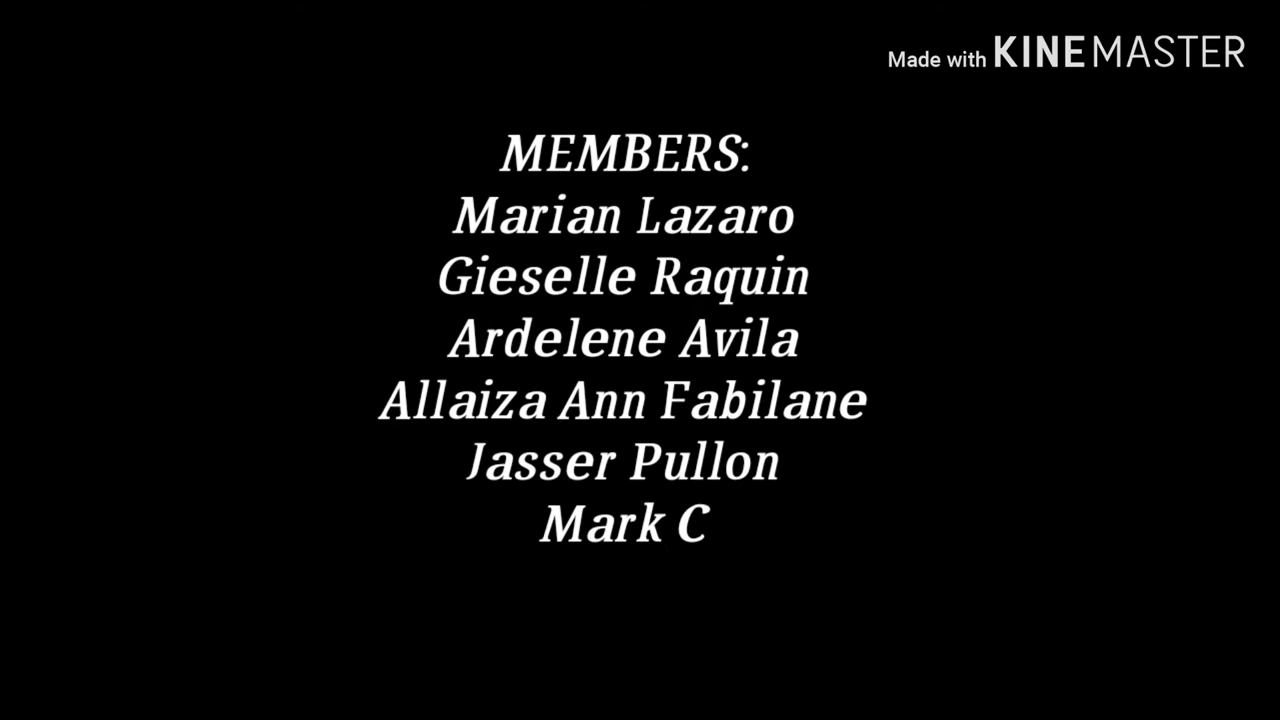 Made with KINEMASTER
MEMBERS:
Marian Lazaro
Gieselle Raquin
Ardelene Avila
Allaiza Ann Fabilane
Jasser Pullon
Mark C